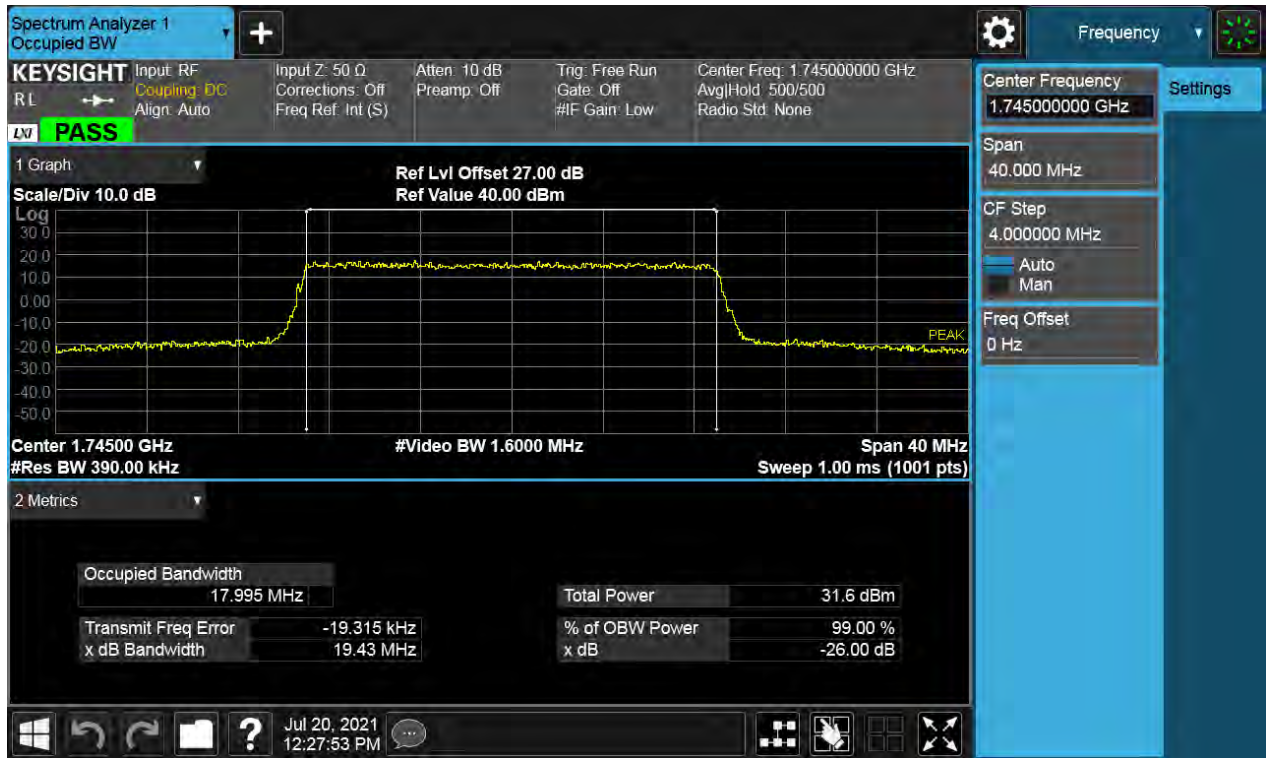 Spectrum Analyzer 1
Occupied BW
Frequency
KEYSIGHT Input: RF Input Z: 50 Ω Atten: 10 dB Trig: Free Run Center Freq: 1.745000000 GHz
RL Coupling: DC Corrections: Off Preamp: Off Gate: Off Avg|Hold: 500/500
Align: Auto Freq Ref: Int (S) #IF Gain: Low Radio Std: None
LXI PASS
1 Graph
Ref Lvl Offset 27.00 dB
Scale/Div 10.0 dB Ref Value 40.00 dBm
Log
30.0
20.0
10.0
0.00
-10.0
PEAK
-20.0
-30.0
-40.0
-50.0
Center 1.74500 GHz #Video BW 1.6000 MHz Span 40 MHz
#Res BW 390.00 kHz Sweep 1.00 ms (1001 pts)
2 Metrics
Occupied Bandwidth
17.995 MHz Total Power 31.6 dBm
Transmit Freq Error -19.315 kHz % of OBW Power 99.00 %
x dB Bandwidth 19.43 MHz x dB -26.00 dB
Jul 20, 2021
12:27:53 PM
Center Frequency
1.745000000 GHz
Settings
Span
40.000 MHz
CF Step
4.000000 MHz
Auto
Man
Freq Offset
0 Hz